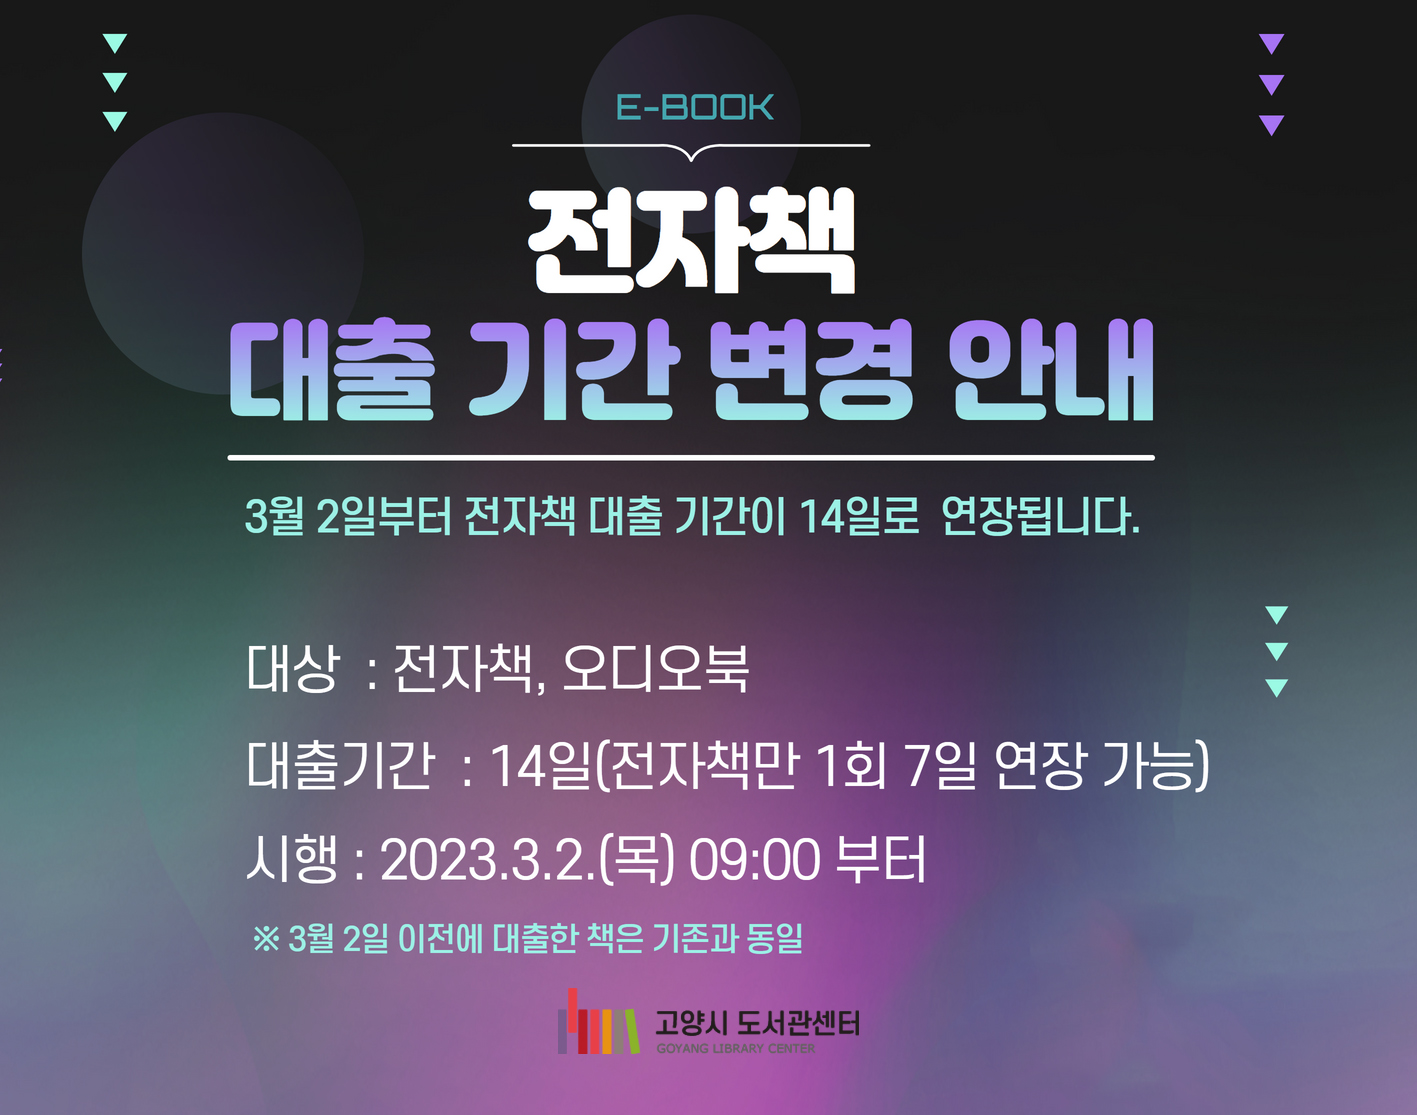 E-BOOK
전자책
대출 기간 변경 안내
3월 2일부터 전자책 대출 기간이 14일로 연장됩니다.
대상 : 전자책, 오디오북
대출기간 : 14일(전자책만 1회 7일 연장 가능)
시행 : 2023.3.2.(목) 09:00 부터
※ 3월 2일 이전에 대출한 책은 기존과 동일
고양시 도서관센터
GOYANG LIBRARY CENTER